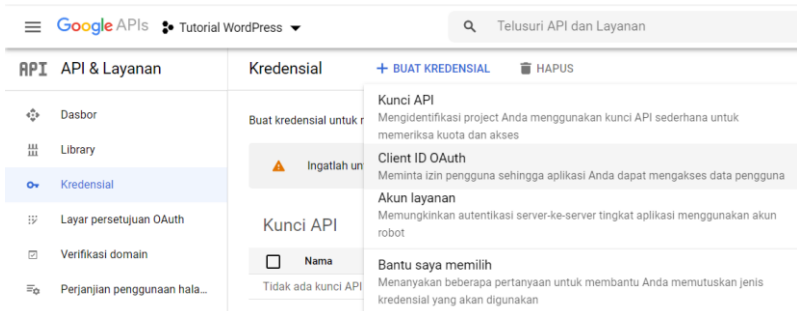 Google APIs Tutorial WordPress Telusuri API dan Layanan
API API & Layanan
Kredensial + BUAT KREDENSIAL HAPUS
Dasbor
Library
Kredensial
Layar persetujuan OAuth
Verifikasi domain
Perjanjian penggunaan hala...
Buat kredensial untuk
Ingatlah
Kunci API
Nama
Tidak ada kunci API
Kunci API
Mengidentifikasi project Anda menggunakan kunci API sederhana untuk
memeriksa kuota dan akses
Client ID OAuth
Meminta izin pengguna sehingga aplikasi Anda dapat mengakses data pengguna
Akun layanan
Memungkinkan autentikasi server-ke-server tingkat aplikasi menggunakan akun
robot
Bantu saya memilih
Menanyakan beberapa pertanyaan untuk membantu Anda memutuskan jenis
kredensial yang akan digunakan